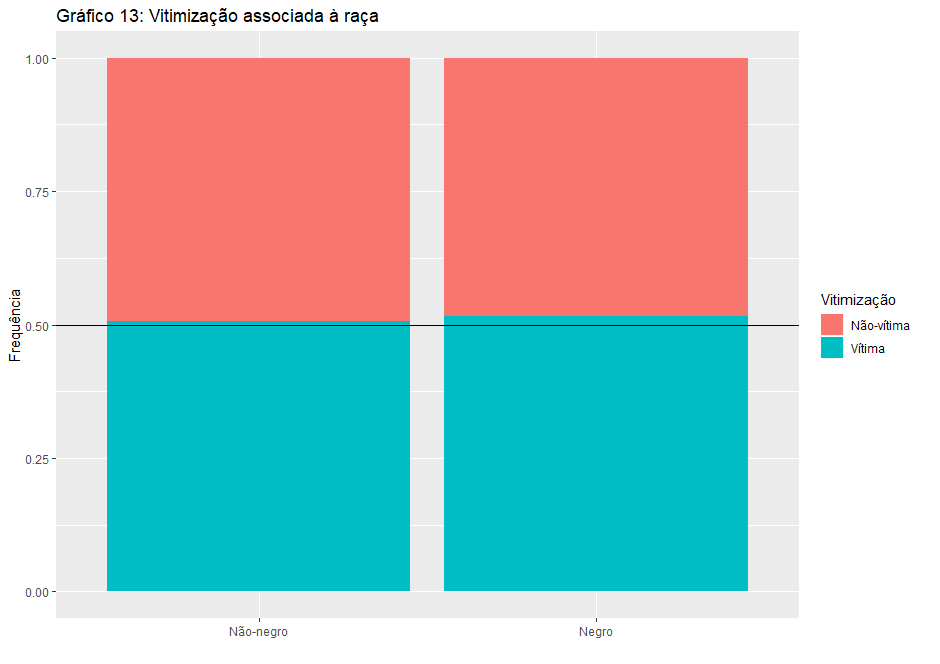 Gráfico 13: Vitimização associada à raça
1.00
0.75
0.50
0.25
0.00
Frequência
Não-negro
Negro
Vitimização
Não-vítima
Vítima